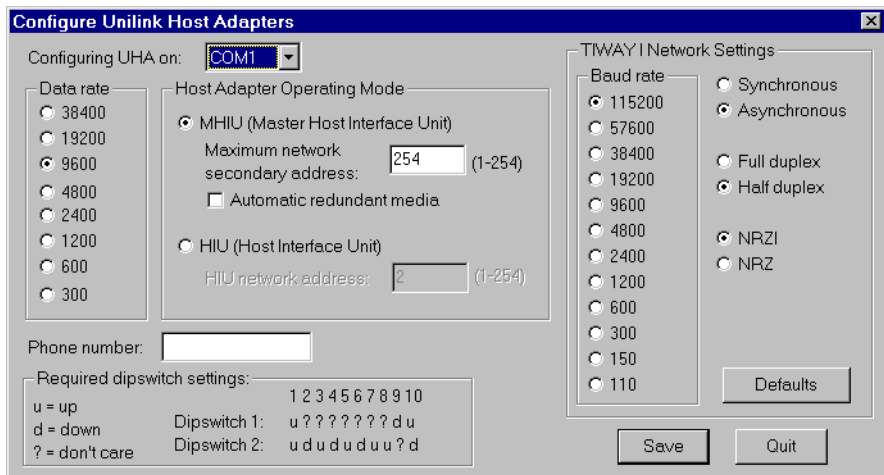 Configure Unilink Host Adapters
Configuring UHA on: COM1
Data rate
38400
19200
9600
4800
2400
1200
600
300
Host Adapter Operating Mode
MHIU (Master Host Interface Unit)
Maximum network
secondary address: 254 (1-254)
Automatic redundant media
HIU (Host Interface Unit)
HIU network address: 2 (1-254)
Phone number:
Required dipswitch settings:
u = up
d = down
? = don't care
1 2 3 4 5 6 7 8 9 10
Dipswitch 1: u ? ? ? ? ? ? ? d u
Dipswitch 2: u d u d u d u u ? d
TIWAY I Network Settings
Baud rate
115200
57600
38400
19200
9600
4800
2400
1200
600
300
150
110
Synchronous
Asynchronous
Full duplex
Half duplex
NRZI
NRZ
Defaults
Save
Quit